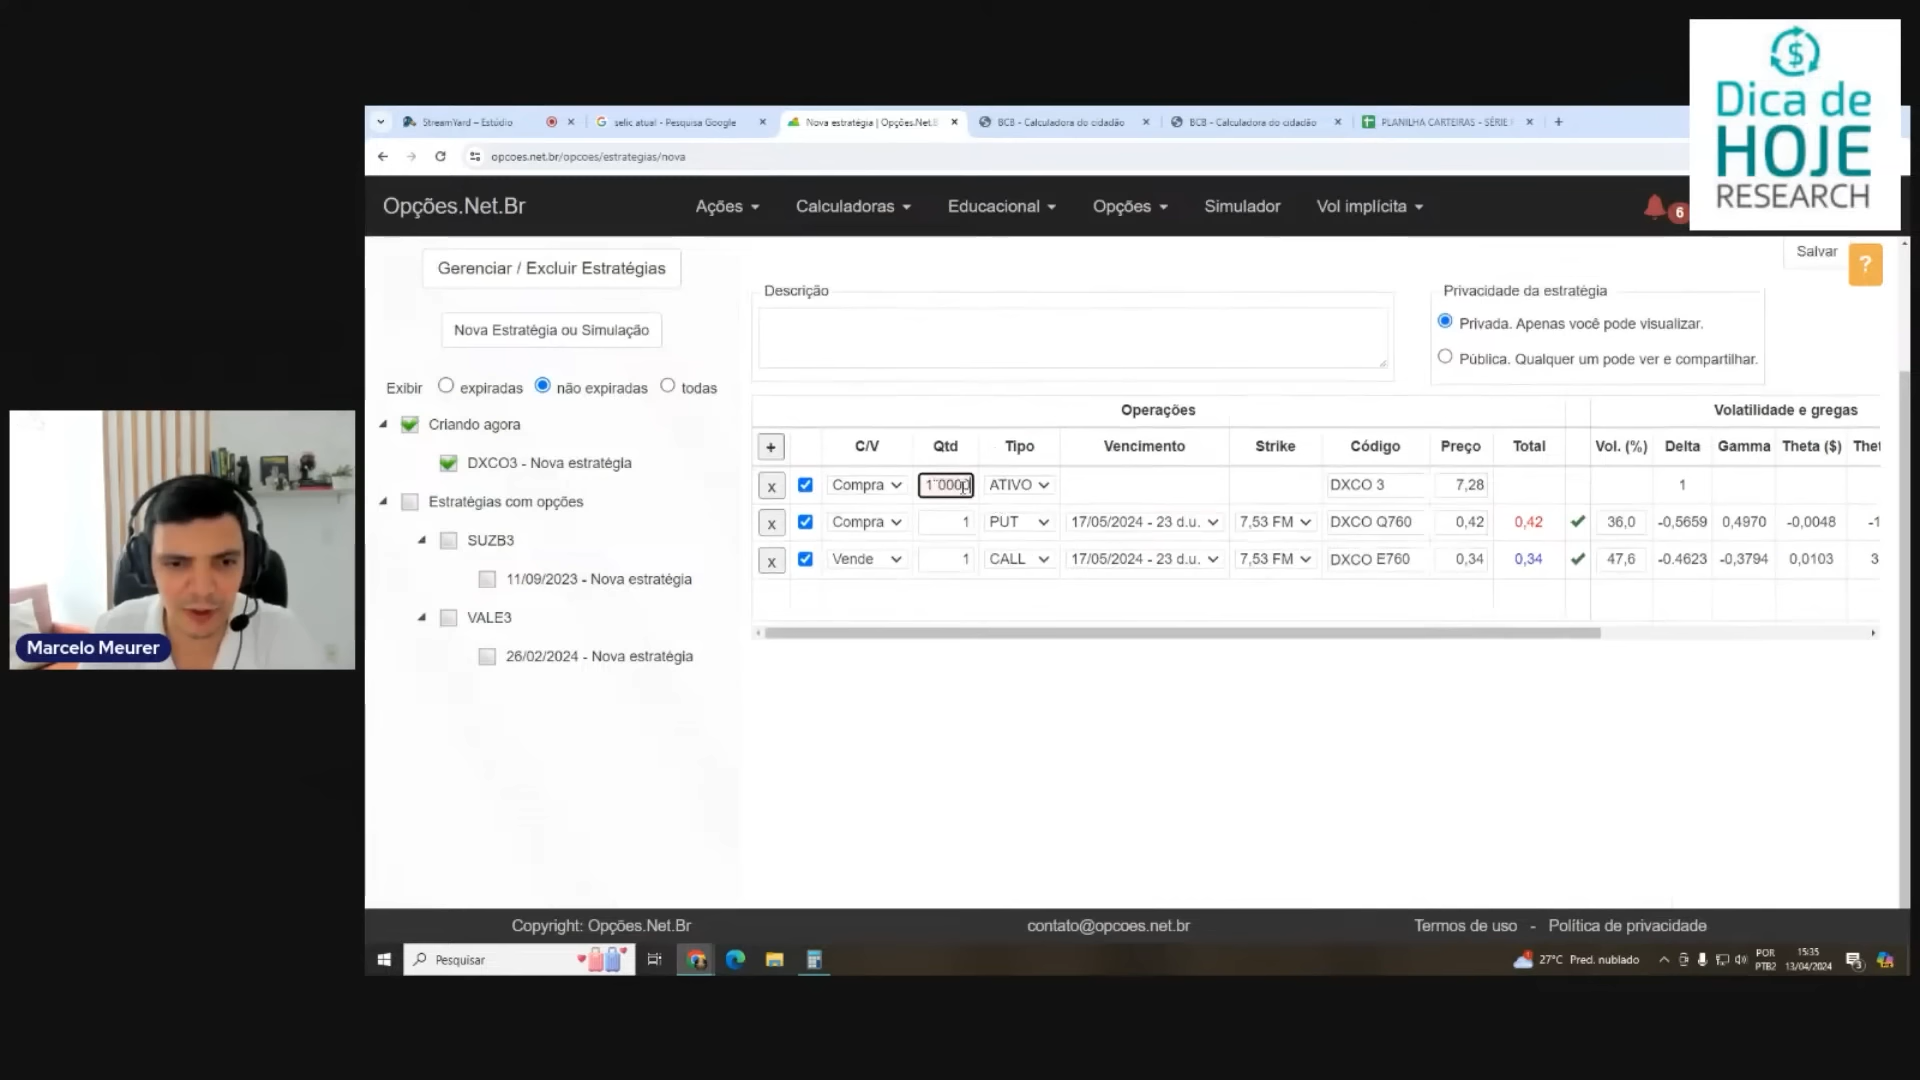 Dica de
HOJE
RESEARCH
StreamYard – Estúdio
selic atual - Pesquisa Google
Nova estratégia | Opções.Net.B
BCB - Calculadora do cidadão
BCB - Calculadora do cidadão
PLANILHA CARTEIRAS - SÉRIE
opcoes.net.br/opcoes/estrategias/nova
Opções.Net.Br
Ações
Calculadoras
Educacional
Opções
Simulador
Vol implícita
6
Gerenciar / Excluir Estratégias
Salvar
?
Descrição
Privacidade da estratégia
Privada. Apenas você pode visualizar.
Pública. Qualquer um pode ver e compartilhar.
Nova Estratégia ou Simulação
Exibir expiradas não expiradas todas
Criando agora
DXCO3 - Nova estratégia
Estratégias com opções
SUZB3
11/09/2023 - Nova estratégia
VALE3
26/02/2024 - Nova estratégia
Operações Volatilidade e gregas
+ C/V Qtd Tipo Vencimento Strike Código Preço Total Vol. (%) Delta Gamma Theta ($) Thet
x Compra ATIVO DXCO 3 7,28 1
x Compra 1 PUT 17/05/2024 - 23 d.u. 7,53 FM DXCO Q760 0,42 0,42 36,0 -0,5659 0,4970 -0,0048 -1
x Vende 1 CALL 17/05/2024 - 23 d.u. 7,53 FM DXCO E760 0,34 0,34 47,6 -0.4623 -0,3794 0,0103 3
Marcelo Meurer
Copyright: Opções.Net.Br
contato@opcoes.net.br
Termos de uso - Política de privacidade
Pesquisar
27°C Pred. nublado
POR
PTB2
15:35
13/04/2024
3